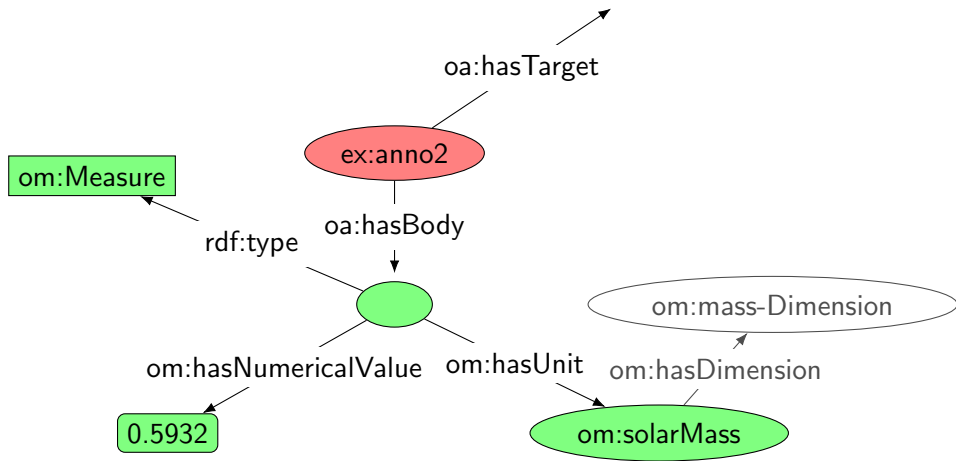 oa:hasTarget
ex:anno2
om:Measure
oa:hasBody
rdf:type
om:mass-Dimension
om:hasNumericalValue
om:hasUnit
om:hasDimension
0.5932
om:solarMass